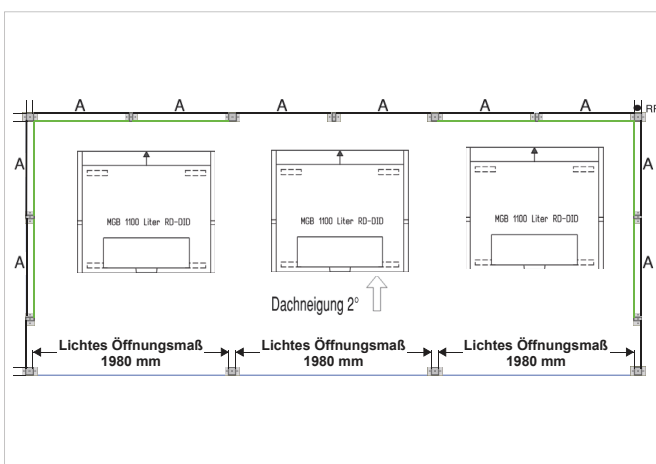 A A A A A A
A A
MGB 1100 Liter RD-DID MGB 1100 Liter RD-DID MGB 1100 Liter RD-DID
A A
Dachneigung 2°
Lichtes Öffnungsmaß Lichtes Öffnungsmaß Lichtes Öffnungsmaß
1980 mm 1980 mm 1980 mm